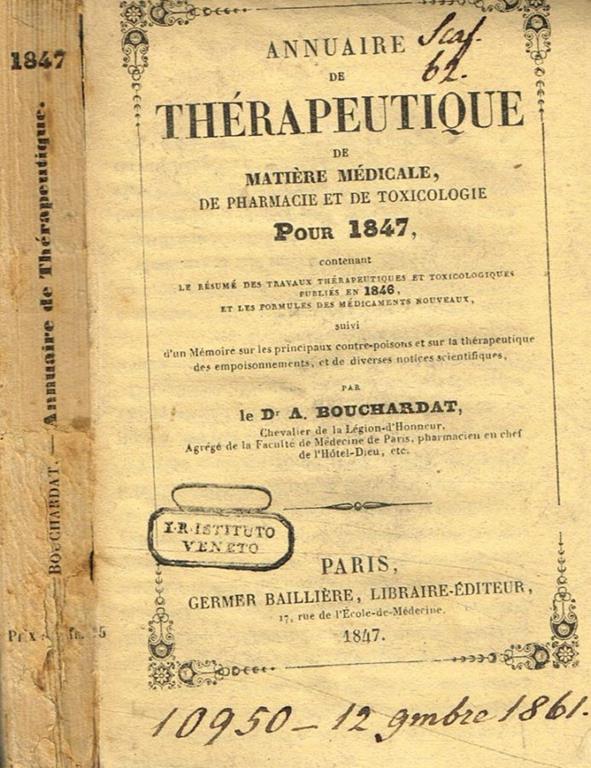 1847
BOUCHARDAT. — Annuaire de Thérapeutique.
ANNUAIRE
62.
DE
THÉRAPEUTIQUE
DE
MATIÈRE MÉDICALE,
DE PHARMACIE ET DE TOXICOLOGIE
POUR 1847,
contenant
LE RÉSUMÉ DES TRAVAUX THÉRAPEUTIQUES ET TOXICOLOGIQUES
PUBLIÉS EN 1846,
ET LES FORMULES DES MÉDICAMENTS NOUVEAUX,
suivi
d'un Mémoire sur les principaux contre-poisons et sur la thérapeutique
des empoisonnements, et de diverses notices scientifiques,
PAR
le Dr A. BOUCHARDAT,
Chevalier de la Légion-d'Honneur,
Agrégé de la Faculté de Médecine de Paris, pharmacien en chef
de l'Hôtel-Dieu, etc.
I·R·ISTITUTO
VENETO
PARIS,
GERMER BAILLIÈRE, LIBRAIRE-ÉDITEUR,
17, rue de l'École-de-Médecine.
1847.
10950 — 12 9mbre 1861.